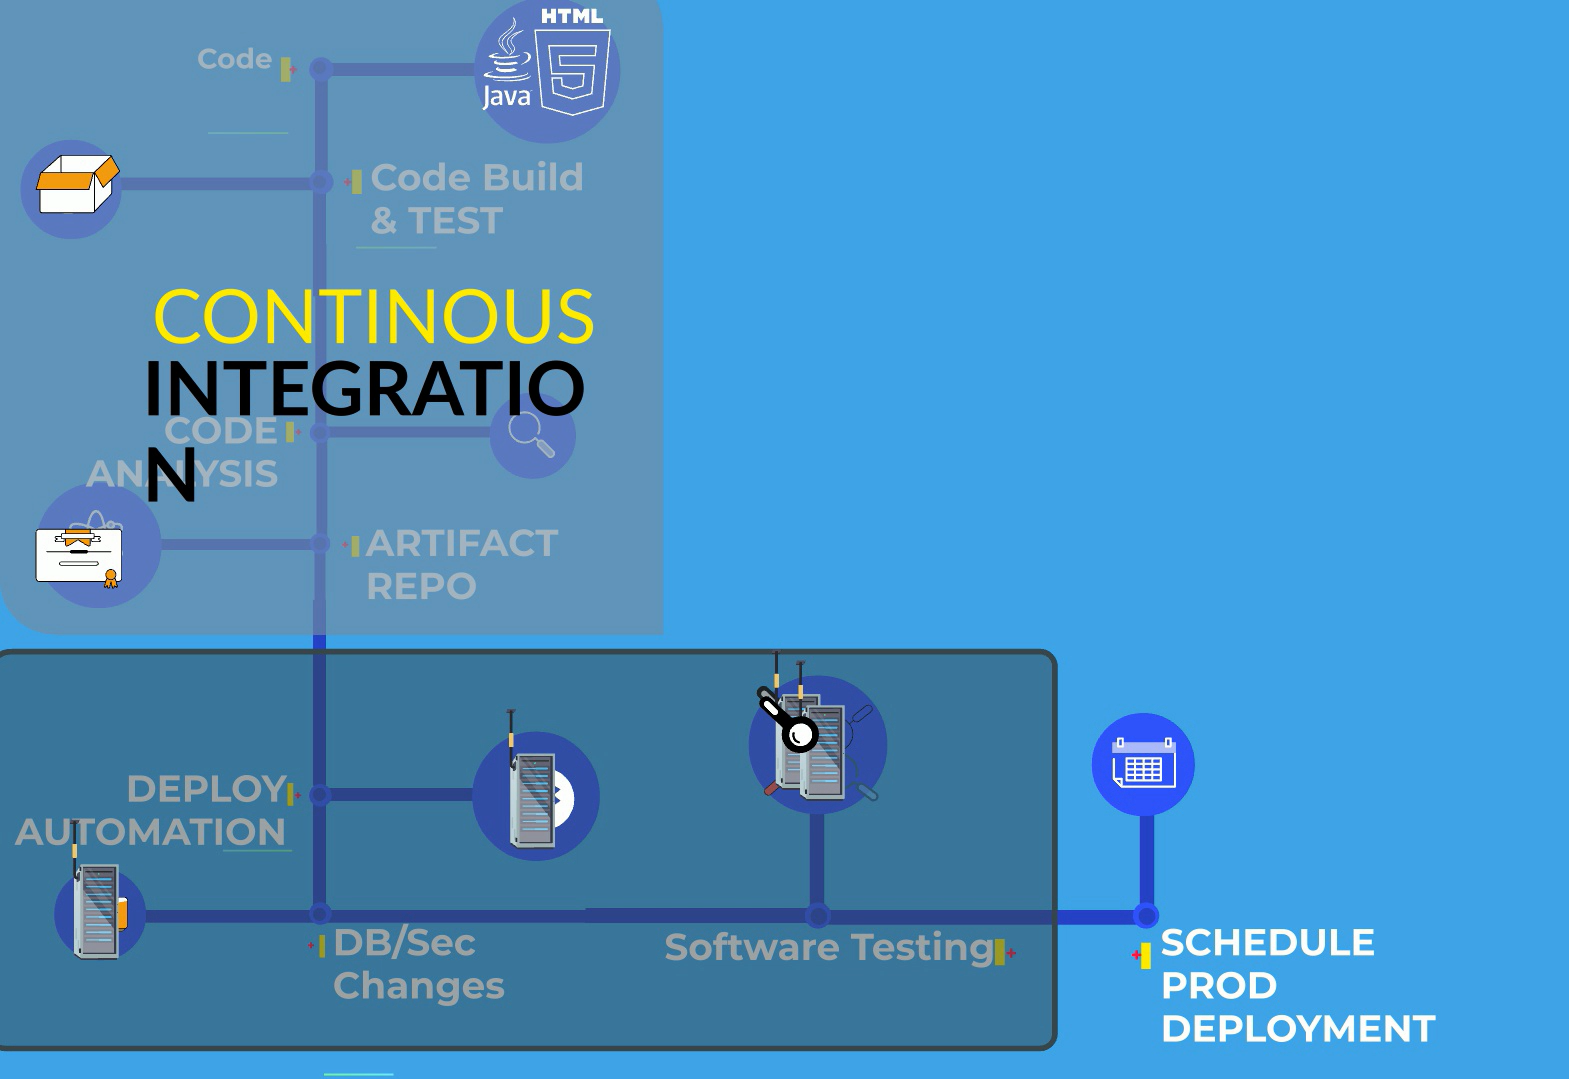 HTML
Code
Java
Code Build
& TEST
CONTINOUS
INTEGRATIO
N
CODE
ANALYSIS
ARTIFACT
REPO
DEPLOY
AUTOMATION
DB/Sec
Changes
Software Testing
SCHEDULE
PROD
DEPLOYMENT